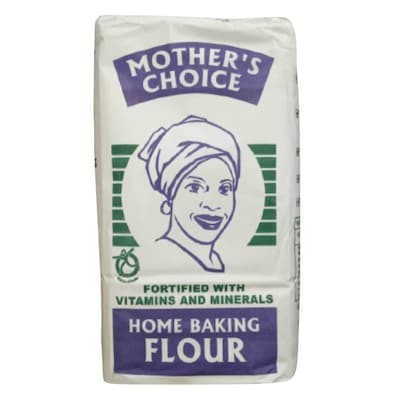 MOTHER'S
CHOICE
FORTIFIED WITH
VITAMINS AND MINERALS
HOME BAKING
FLOUR